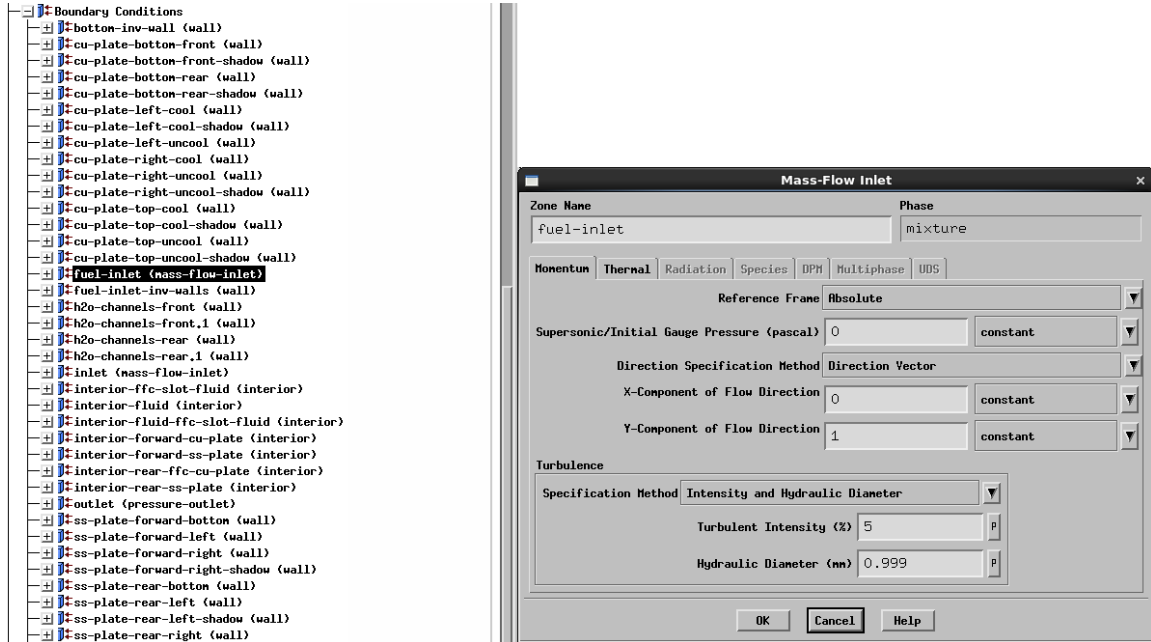 Boundary Conditions
bottom-inv-wall (wall)
cu-plate-bottom-front (wall)
cu-plate-bottom-front-shadow (wall)
cu-plate-bottom-rear (wall)
cu-plate-bottom-rear-shadow (wall)
cu-plate-left-cool (wall)
cu-plate-left-cool-shadow (wall)
cu-plate-left-uncool (wall)
cu-plate-right-cool (wall)
cu-plate-right-uncool (wall)
cu-plate-right-uncool-shadow (wall)
cu-plate-top-cool (wall)
cu-plate-top-cool-shadow (wall)
cu-plate-top-uncool (wall)
cu-plate-top-uncool-shadow (wall)
fuel-inlet (mass-flow-inlet)
fuel-inlet-inv-walls (wall)
h2o-channels-front (wall)
h2o-channels-front.1 (wall)
h2o-channels-rear (wall)
h2o-channels-rear.1 (wall)
inlet (mass-flow-inlet)
interior-ffc-slot-fluid (interior)
interior-fluid (interior)
interior-fluid-ffc-slot-fluid (interior)
interior-forward-cu-plate (interior)
interior-forward-ss-plate (interior)
interior-rear-ffc-cu-plate (interior)
interior-rear-ss-plate (interior)
outlet (pressure-outlet)
ss-plate-forward-bottom (wall)
ss-plate-forward-left (wall)
ss-plate-forward-right (wall)
ss-plate-forward-right-shadow (wall)
ss-plate-rear-bottom (wall)
ss-plate-rear-left (wall)
ss-plate-rear-left-shadow (wall)
ss-plate-rear-right (wall)
Mass-Flow Inlet
Zone Name Phase
fuel-inlet mixture
Momentum Thermal Radiation Species DPM Multiphase UDS
Reference Frame Absolute
Supersonic/Initial Gauge Pressure (pascal) 0 constant
Direction Specification Method Direction Vector
X-Component of Flow Direction 0 constant
Y-Component of Flow Direction 1 constant
Turbulence
Specification Method Intensity and Hydraulic Diameter
Turbulent Intensity (%) 5 P
Hydraulic Diameter (mm) 0.999 P
OK Cancel Help